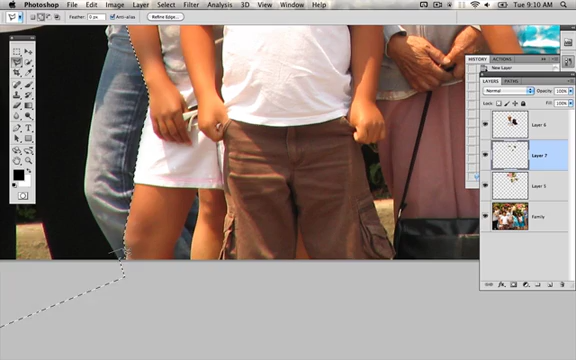 Photoshop File Edit Image Layer Select Filter Analysis 3D View Window Help Tue 9:10 AM
Feather: 0 px Anti-alias Refine Edge...
HISTORY ACTIONS
New Layer
LAYERS PATHS
Normal Opacity: 100%
Lock: Fill: 100%
Layer 6
Layer 7
Layer 5
Family